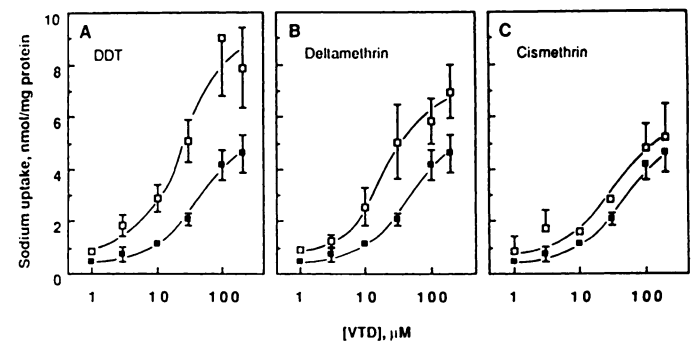 A
DDT
B
Deltamethrin
C
Cismethrin
Sodium uptake, nmol/mg protein
10
8
6
4
2
0
1 10 100
1 10 100
1 10 100
[VTD], μM